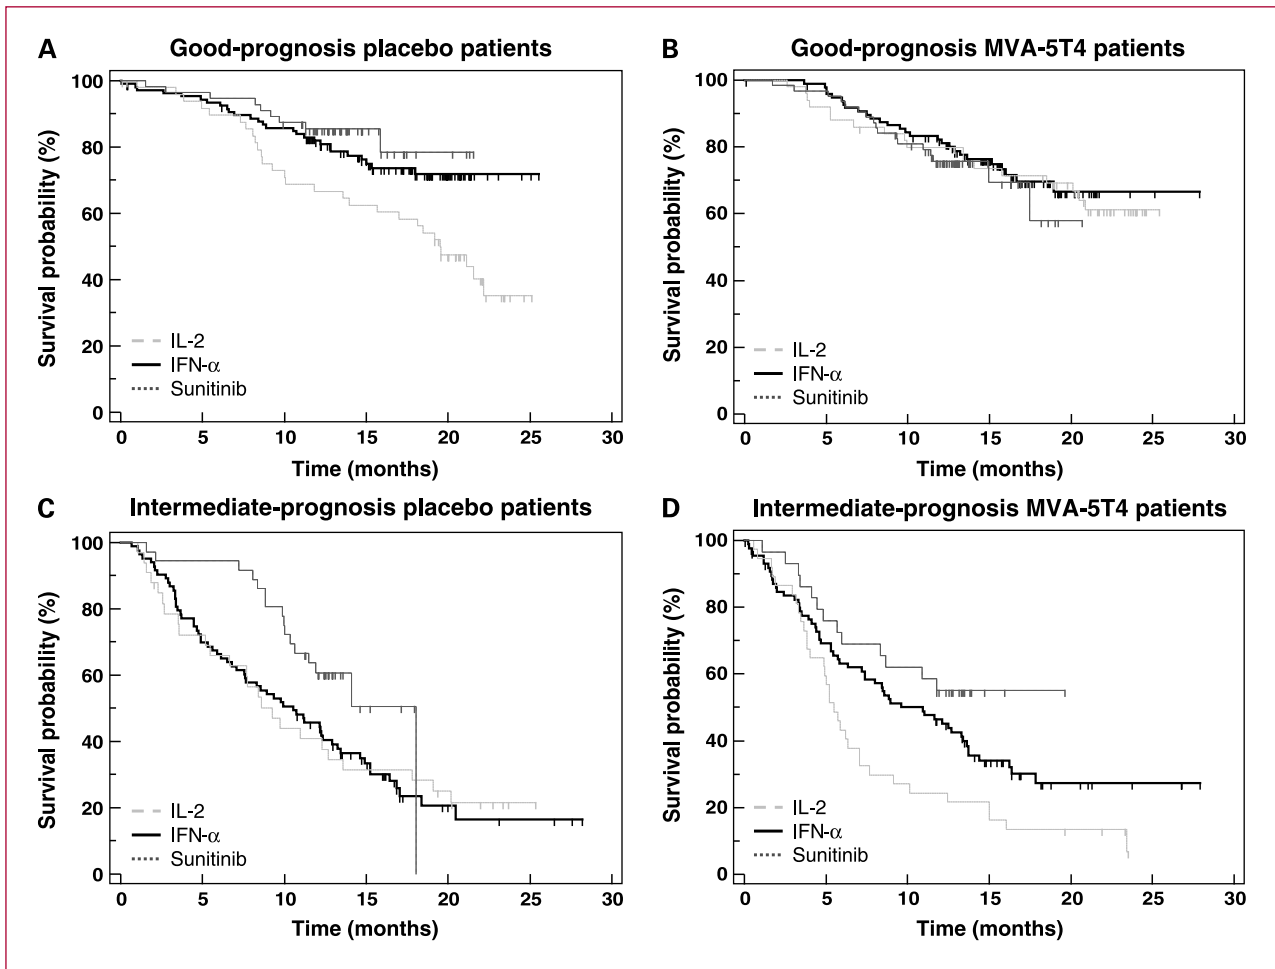 A
Good-prognosis placebo patients
Survival probability (%)
100
80
60
40
20
0
IL-2
IFN-α
Sunitinib
0 5 10 15 20 25 30
Time (months)
B
Good-prognosis MVA-5T4 patients
Survival probability (%)
100
80
60
40
20
0
IL-2
IFN-α
Sunitinib
0 5 10 15 20 25 30
Time (months)
C
Intermediate-prognosis placebo patients
Survival probability (%)
100
80
60
40
20
0
IL-2
IFN-α
Sunitinib
0 5 10 15 20 25 30
Time (months)
D
Intermediate-prognosis MVA-5T4 patients
Survival probability (%)
100
80
60
40
20
0
IL-2
IFN-α
Sunitinib
0 5 10 15 20 25 30
Time (months)